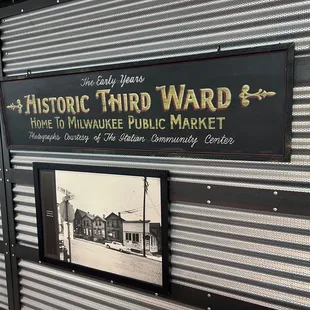 The Early Years
Historic Third Ward
Home To Milwaukee Public Market
Photographs Courtesy of The Italian Community Center